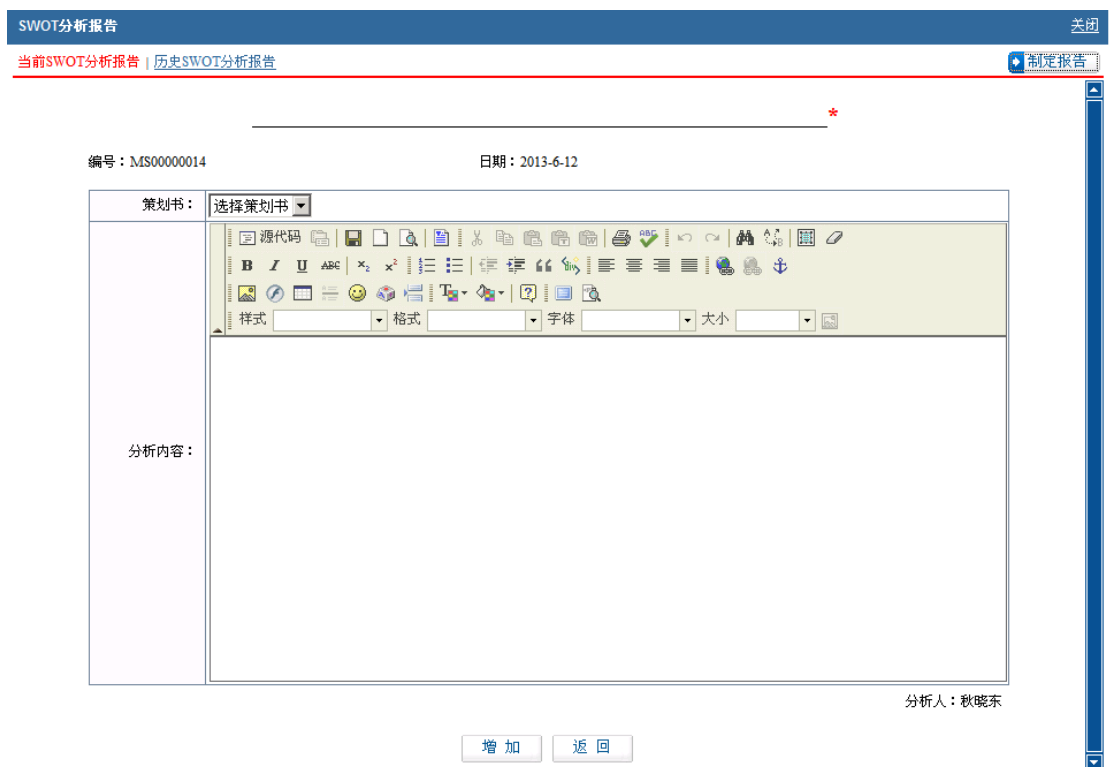 SWOT分析报告 关闭
当前SWOT分析报告 | 历史SWOT分析报告 制定报告
*
编号：MS00000014 日期：2013-6-12
策划书： 选择策划书
源代码
ABC
B I U ABC x₂ x²
样式 格式 字体 大小
分析内容：
分析人：秋晓东
增 加 返 回